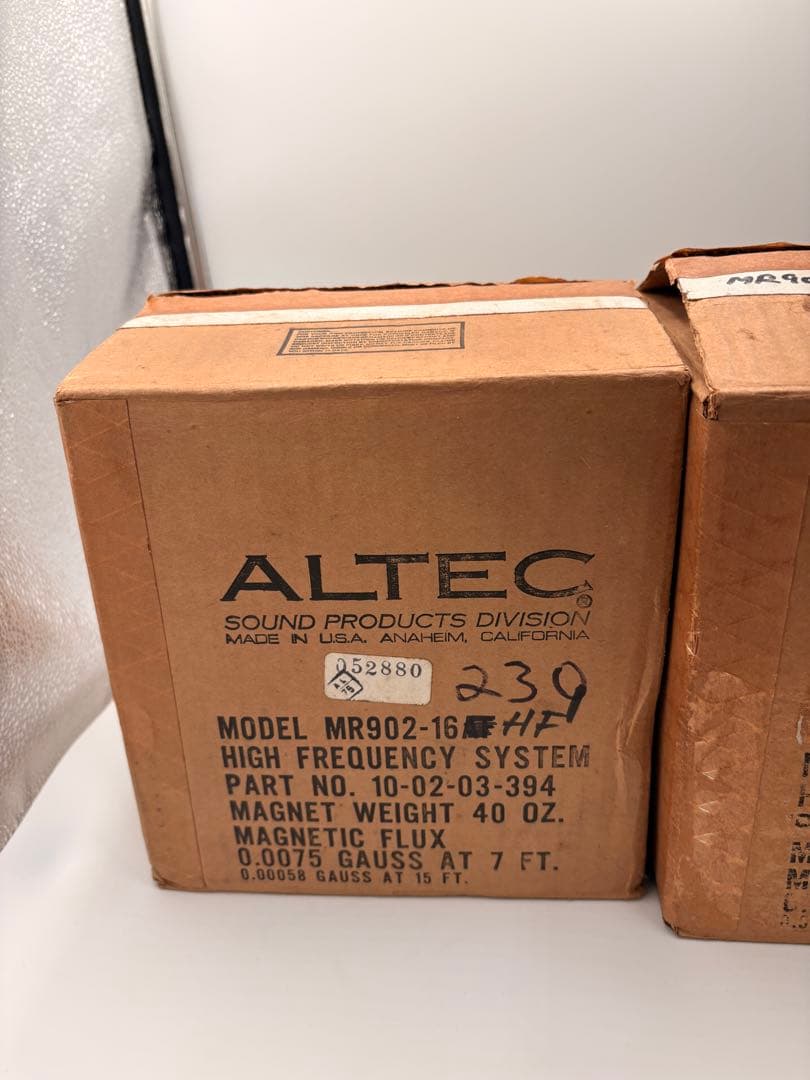 MR90
ALTEC
®
SOUND PRODUCTS DIVISION
MADE IN U.S.A. ANAHEIM, CALIFORNIA
052880
239
MODEL MR902-16 HF
HIGH FREQUENCY SYSTEM
PART NO. 10-02-03-394
MAGNET WEIGHT 40 OZ.
MAGNETIC FLUX
0.0075 GAUSS AT 7 FT.
0.00058 GAUSS AT 15 FT.